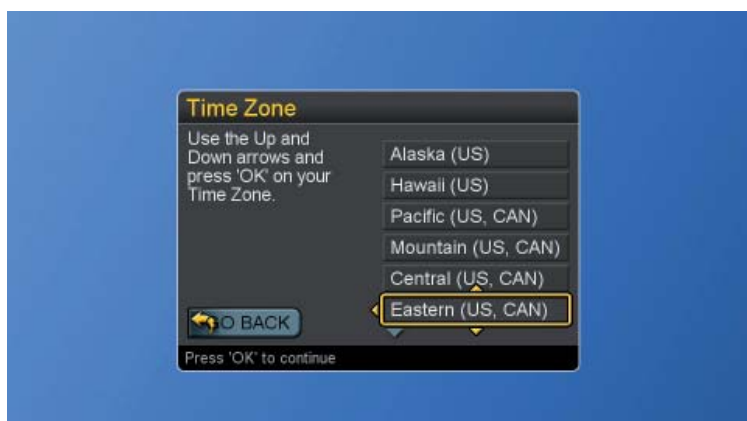 Time Zone
Use the Up and
Down arrows and
press 'OK' on your
Time Zone.
Alaska (US)
Hawaii (US)
Pacific (US, CAN)
Mountain (US, CAN)
Central (US, CAN)
Eastern (US, CAN)
GO BACK
Press 'OK' to continue